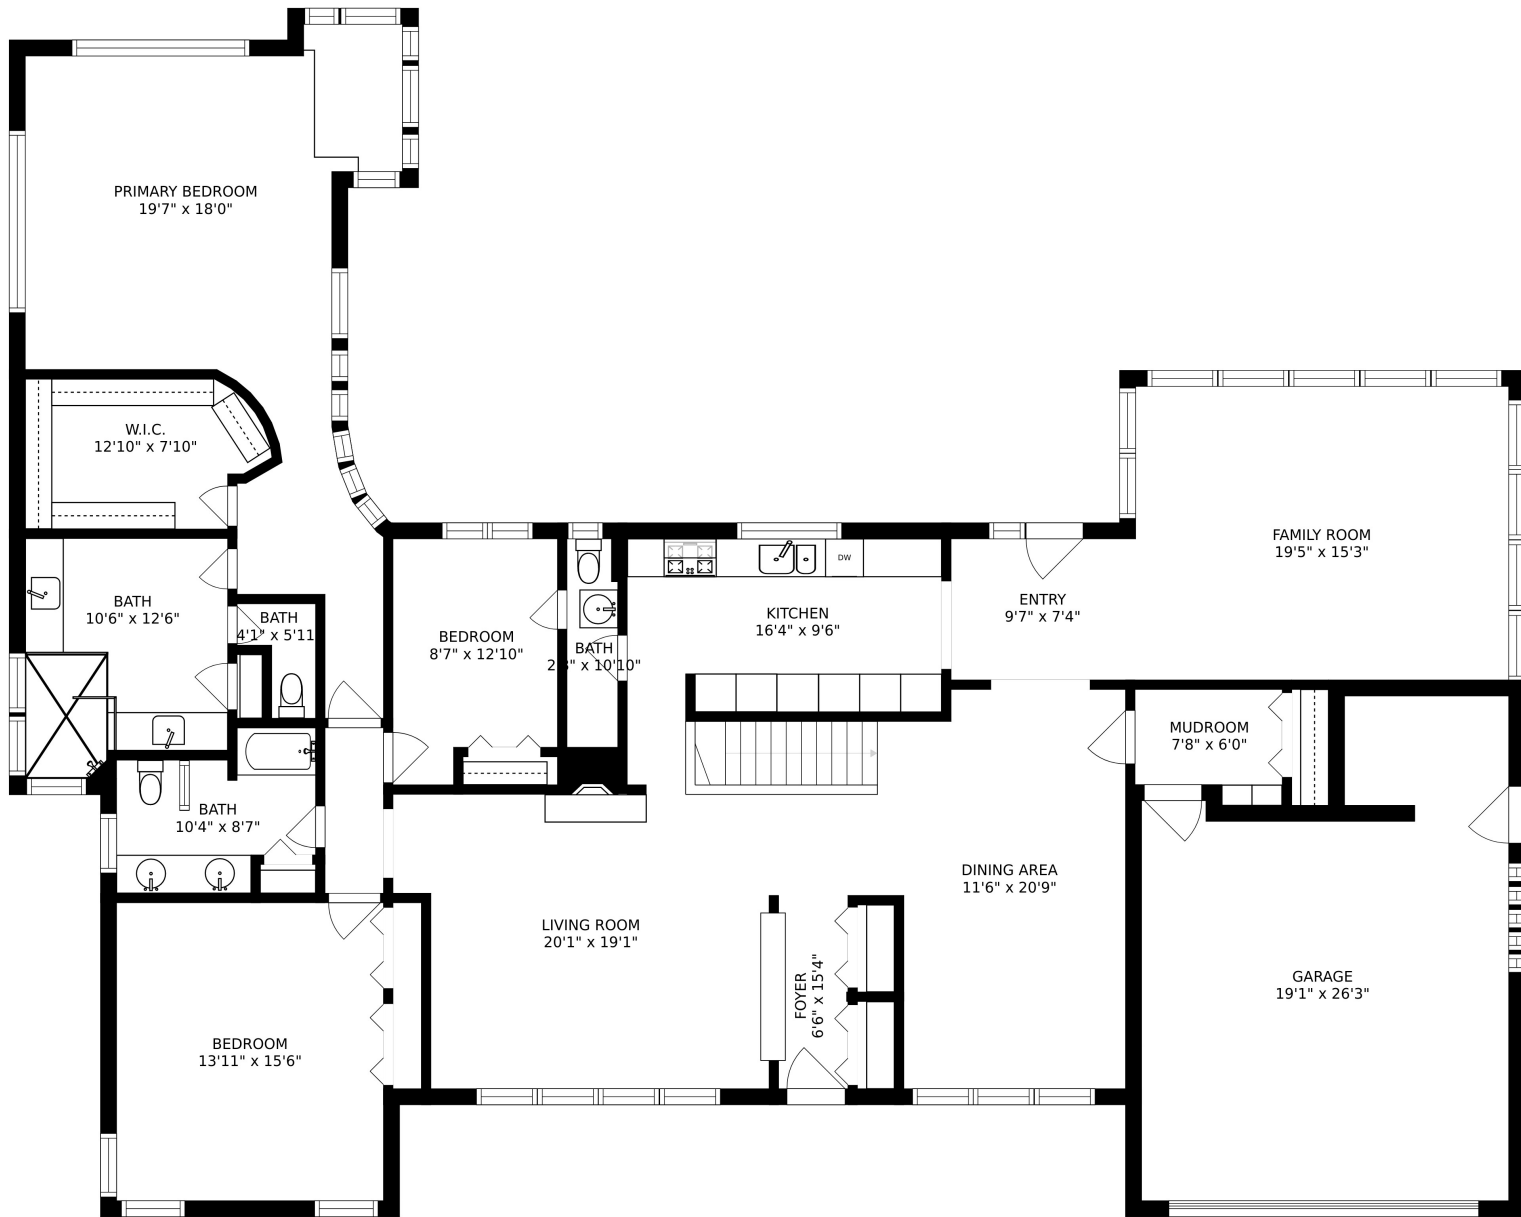 PRIMARY BEDROOM
19'7" x 18'0"
W.I.C.
12'10" x 7'10"
BATH
10'6" x 12'6"
BATH
4'1" x 5'11
BEDROOM
8'7" x 12'10"
BATH
x 10'10"
KITCHEN
16'4" x 9'6"
DW
ENTRY
9'7" x 7'4"
FAMILY ROOM
19'5" x 15'3"
MUDROOM
7'8" x 6'0"
BATH
10'4" x 8'7"
LIVING ROOM
20'1" x 19'1"
DINING AREA
11'6" x 20'9"
FOYER
6'6" x 15'4"
GARAGE
19'1" x 26'3"
BEDROOM
13'11" x 15'6"